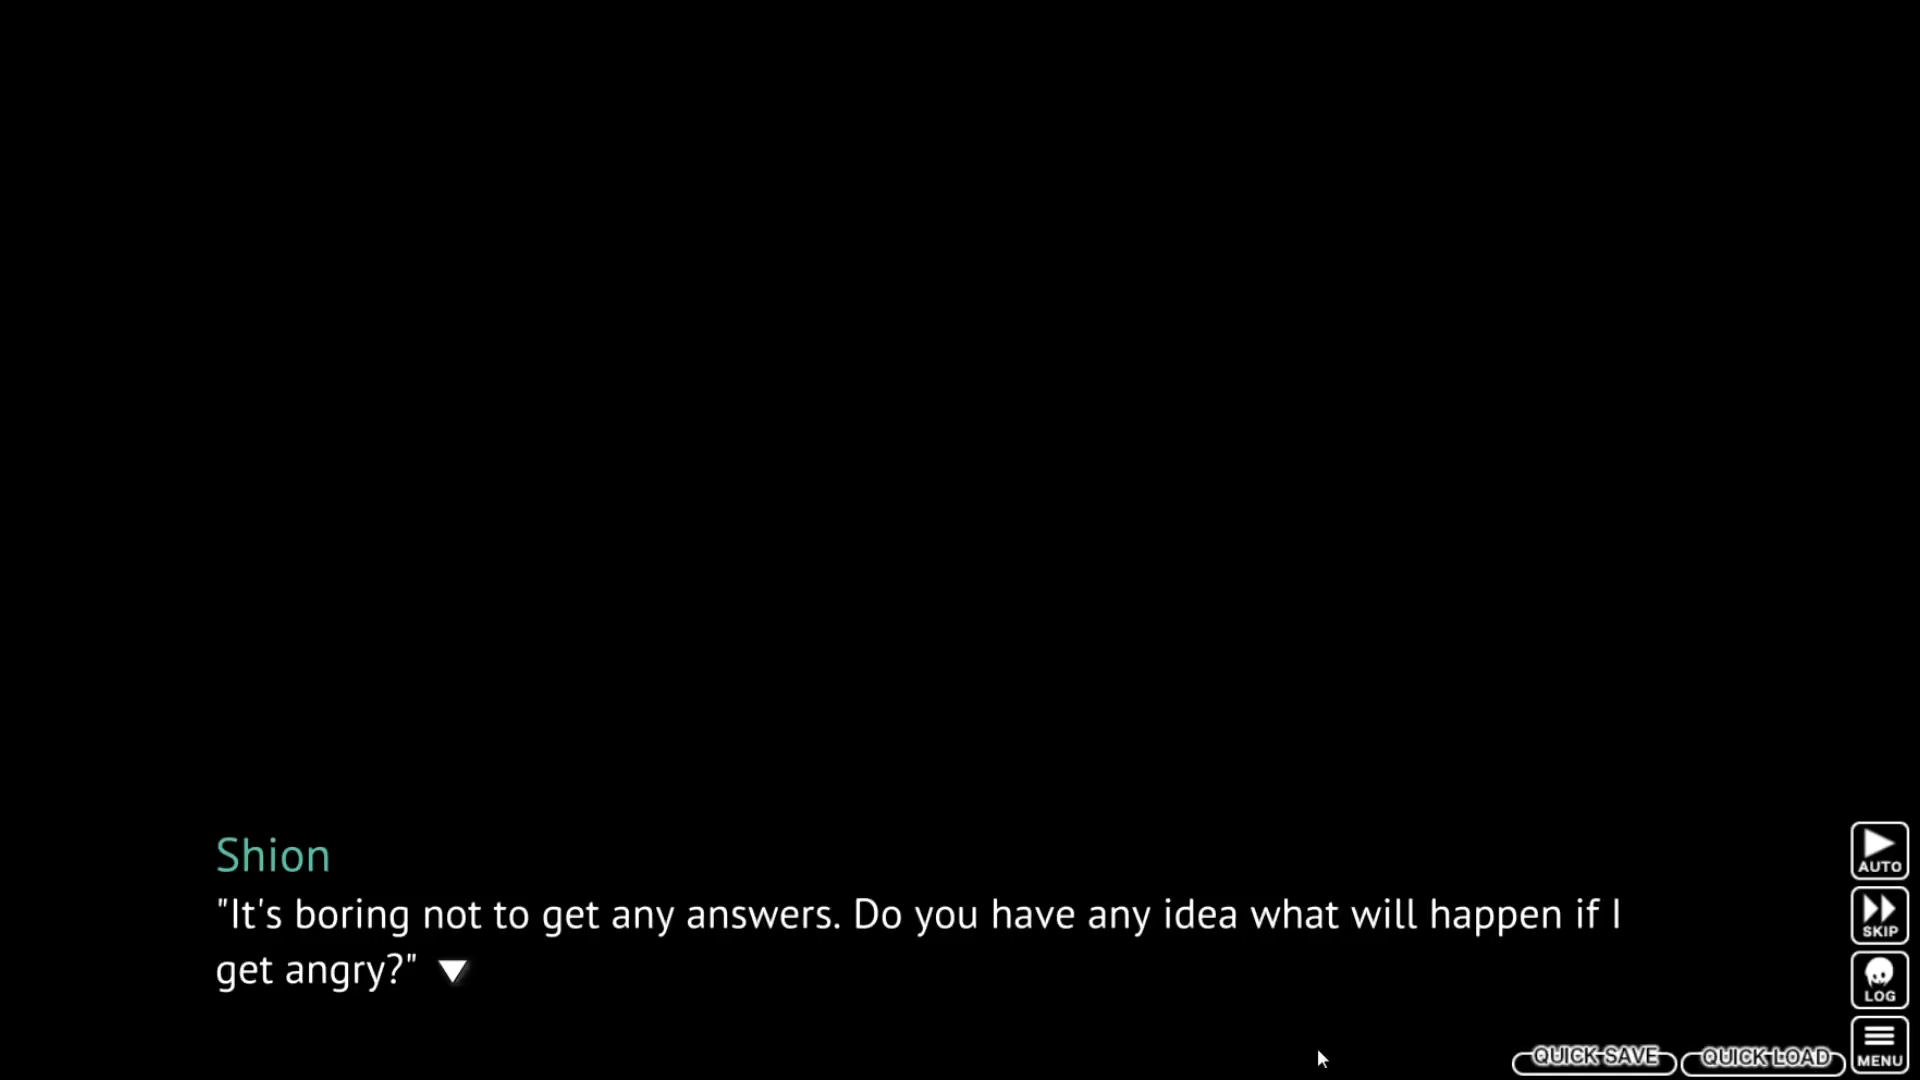 Shion
"It's boring not to get any answers. Do you have any idea what will happen if I
get angry?"
AUTO
SKIP
LOG
MENU
QUICK SAVE
QUICK LOAD